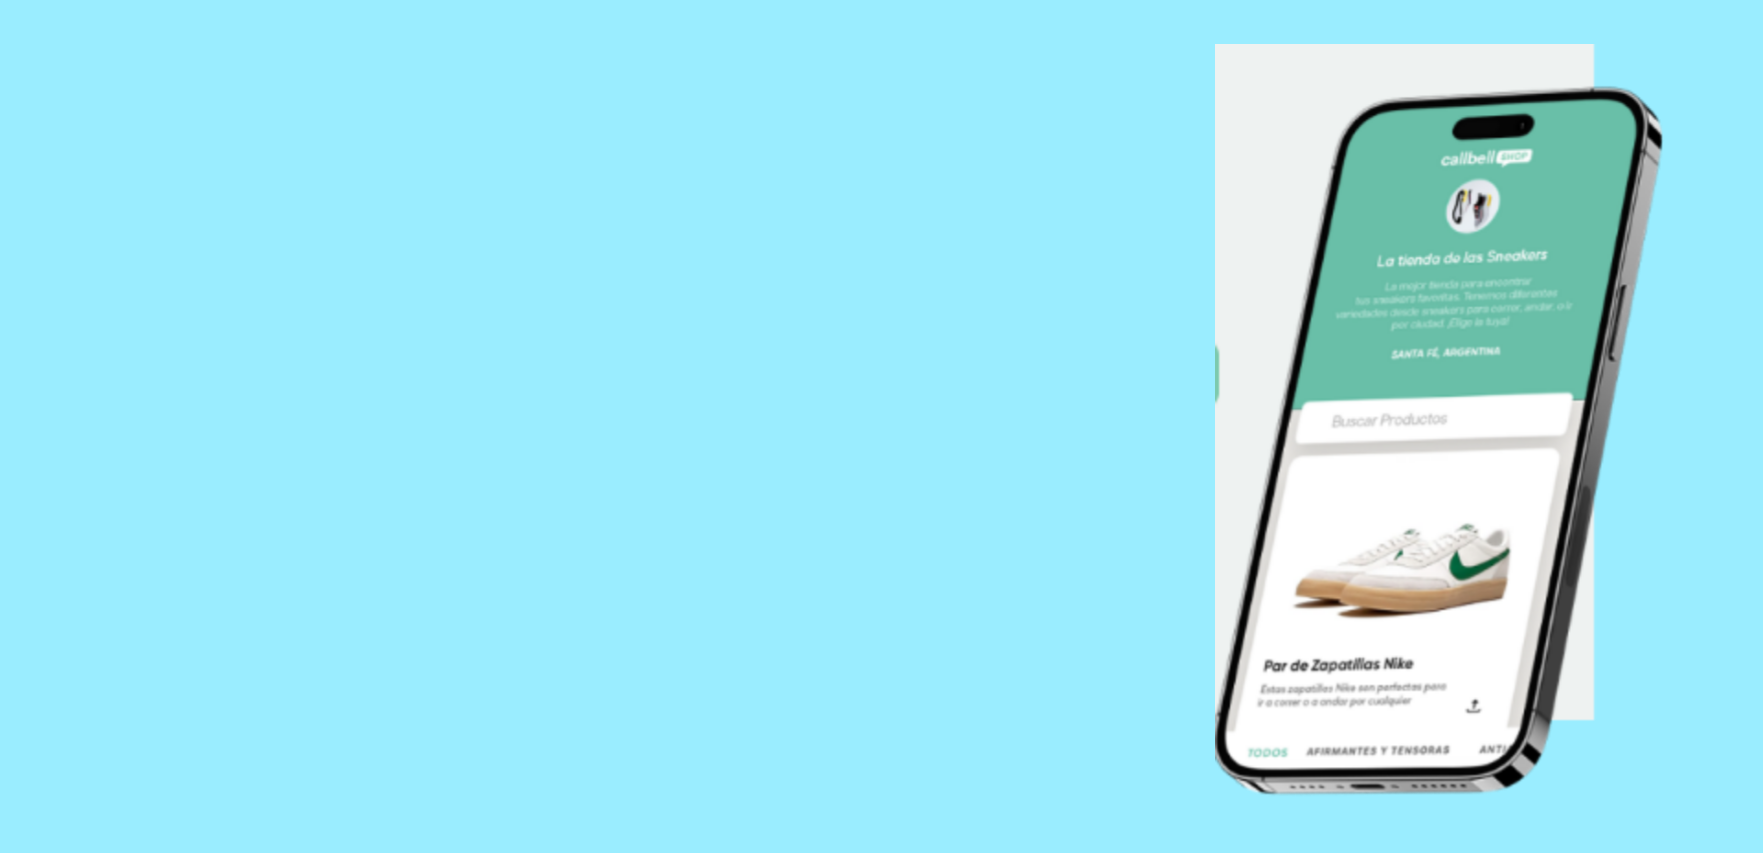 callbell SHOP
La tienda de las Sneakers
La mejor tienda para encontrar
tus sneakers favoritas. Tenemos diferentes
variedades desde sneakers para correr, andar, o ir
por ciudad. ¡Elige la tuya!
SANTA FÉ, ARGENTINA
Buscar Productos
Par de Zapatillas Nike
Estas zapatillas Nike son perfectas para
ir a correr o a andar por cualquier
TODOS AFIRMANTES Y TENSORAS ANTI